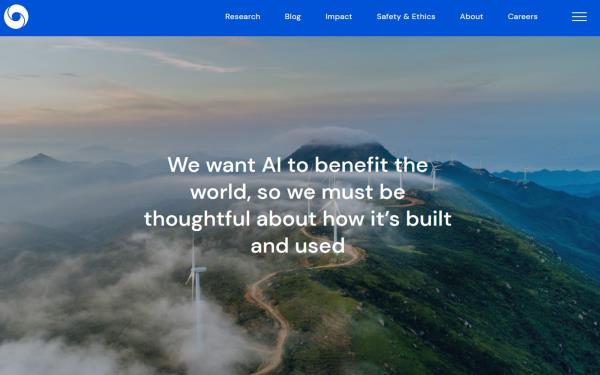 Research Blog Impact Safety & Ethics About Careers
We want AI to benefit the
world, so we must be
thoughtful about how it’s built
and used